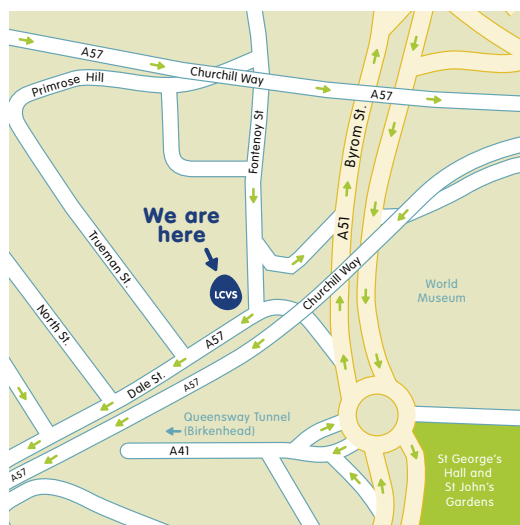 A57
Churchill Way
A57
Primrose Hill
Fontenoy St
Byrom St.
A51
We are
here
LCVS
Trueman St.
Churchill Way
World
Museum
North St.
A57
Dale St.
A57
Queensway Tunnel
(Birkenhead)
A41
A57
St George's
Hall and
St John's
Gardens